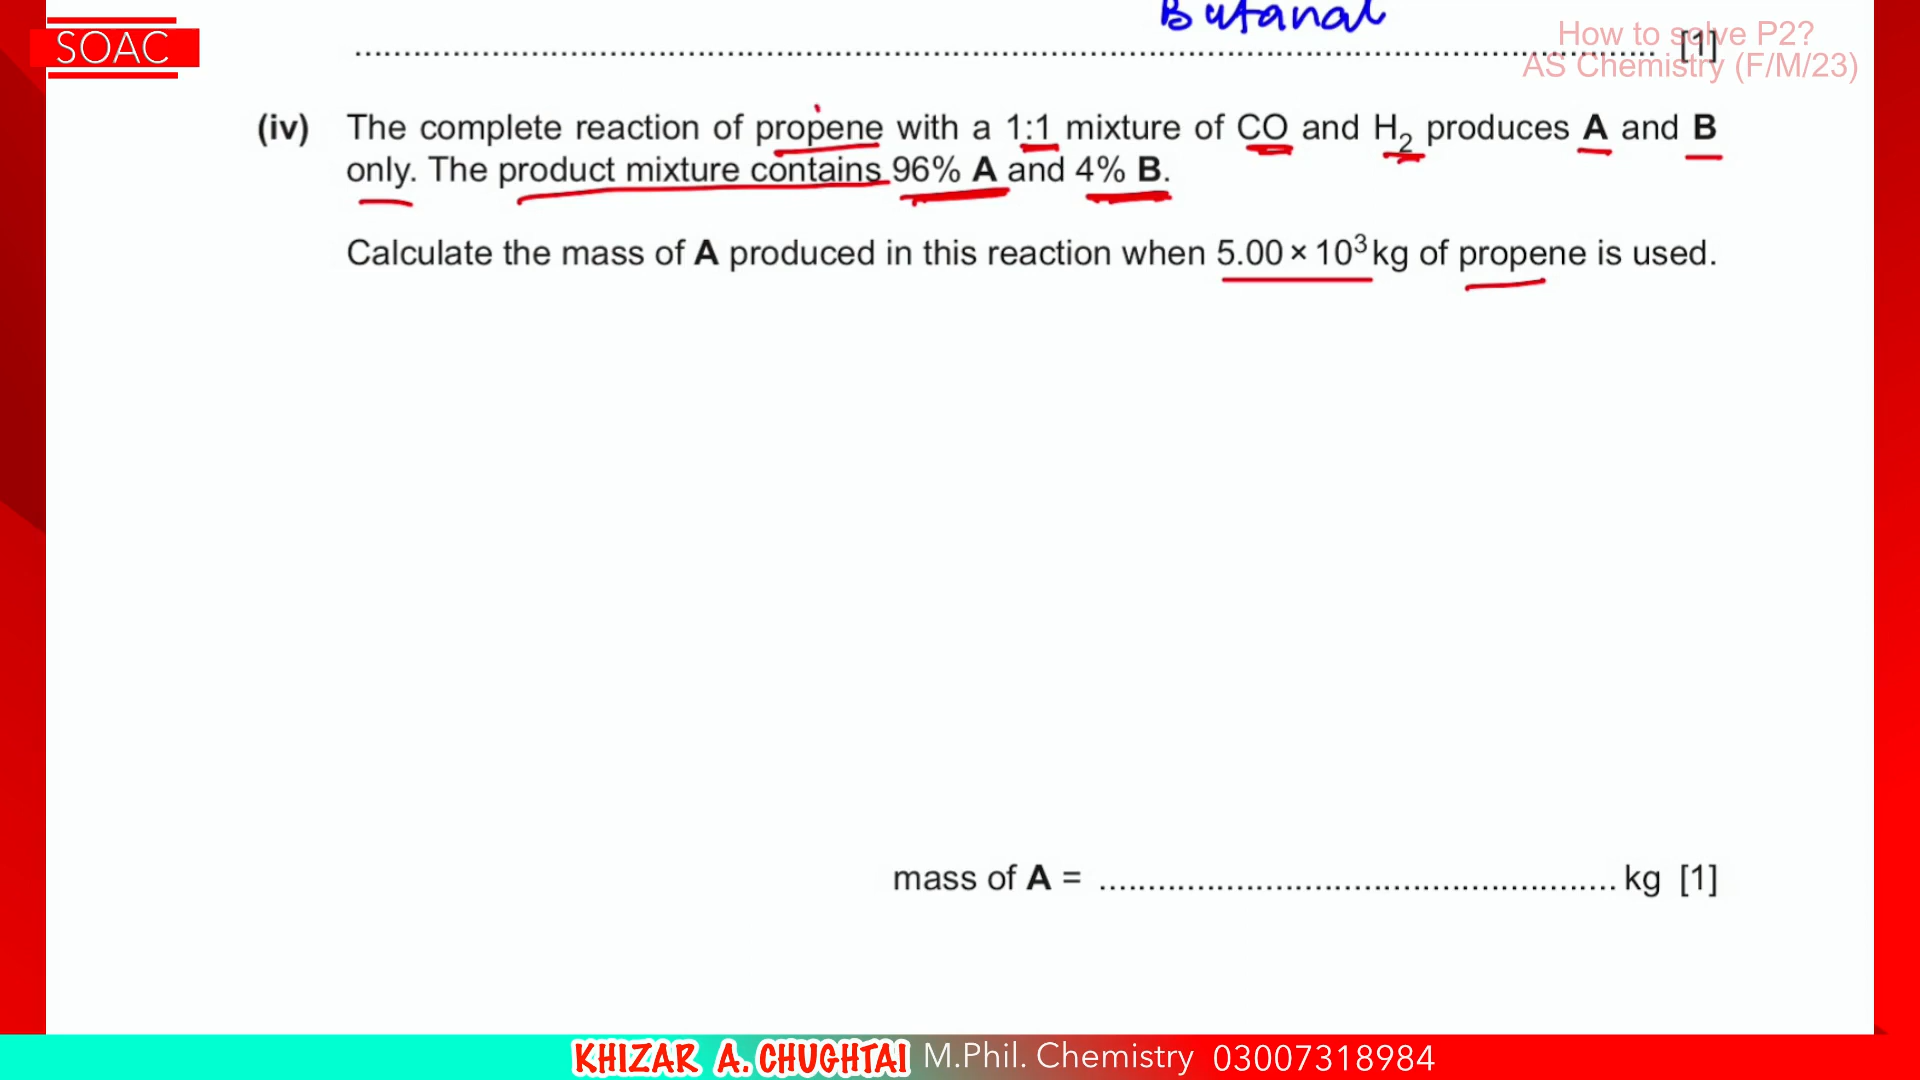 Butanal
SOAC
How to solve P2?
[1]
AS Chemistry (F/M/23)
(iv) The complete reaction of propene with a 1:1 mixture of CO and H₂ produces A and B
only. The product mixture contains 96% A and 4% B.
Calculate the mass of A produced in this reaction when 5.00 × 10³ kg of propene is used.
mass of A = .................................................... kg [1]
KHIZAR A. CHUGHTAI M.Phil. Chemistry 03007318984